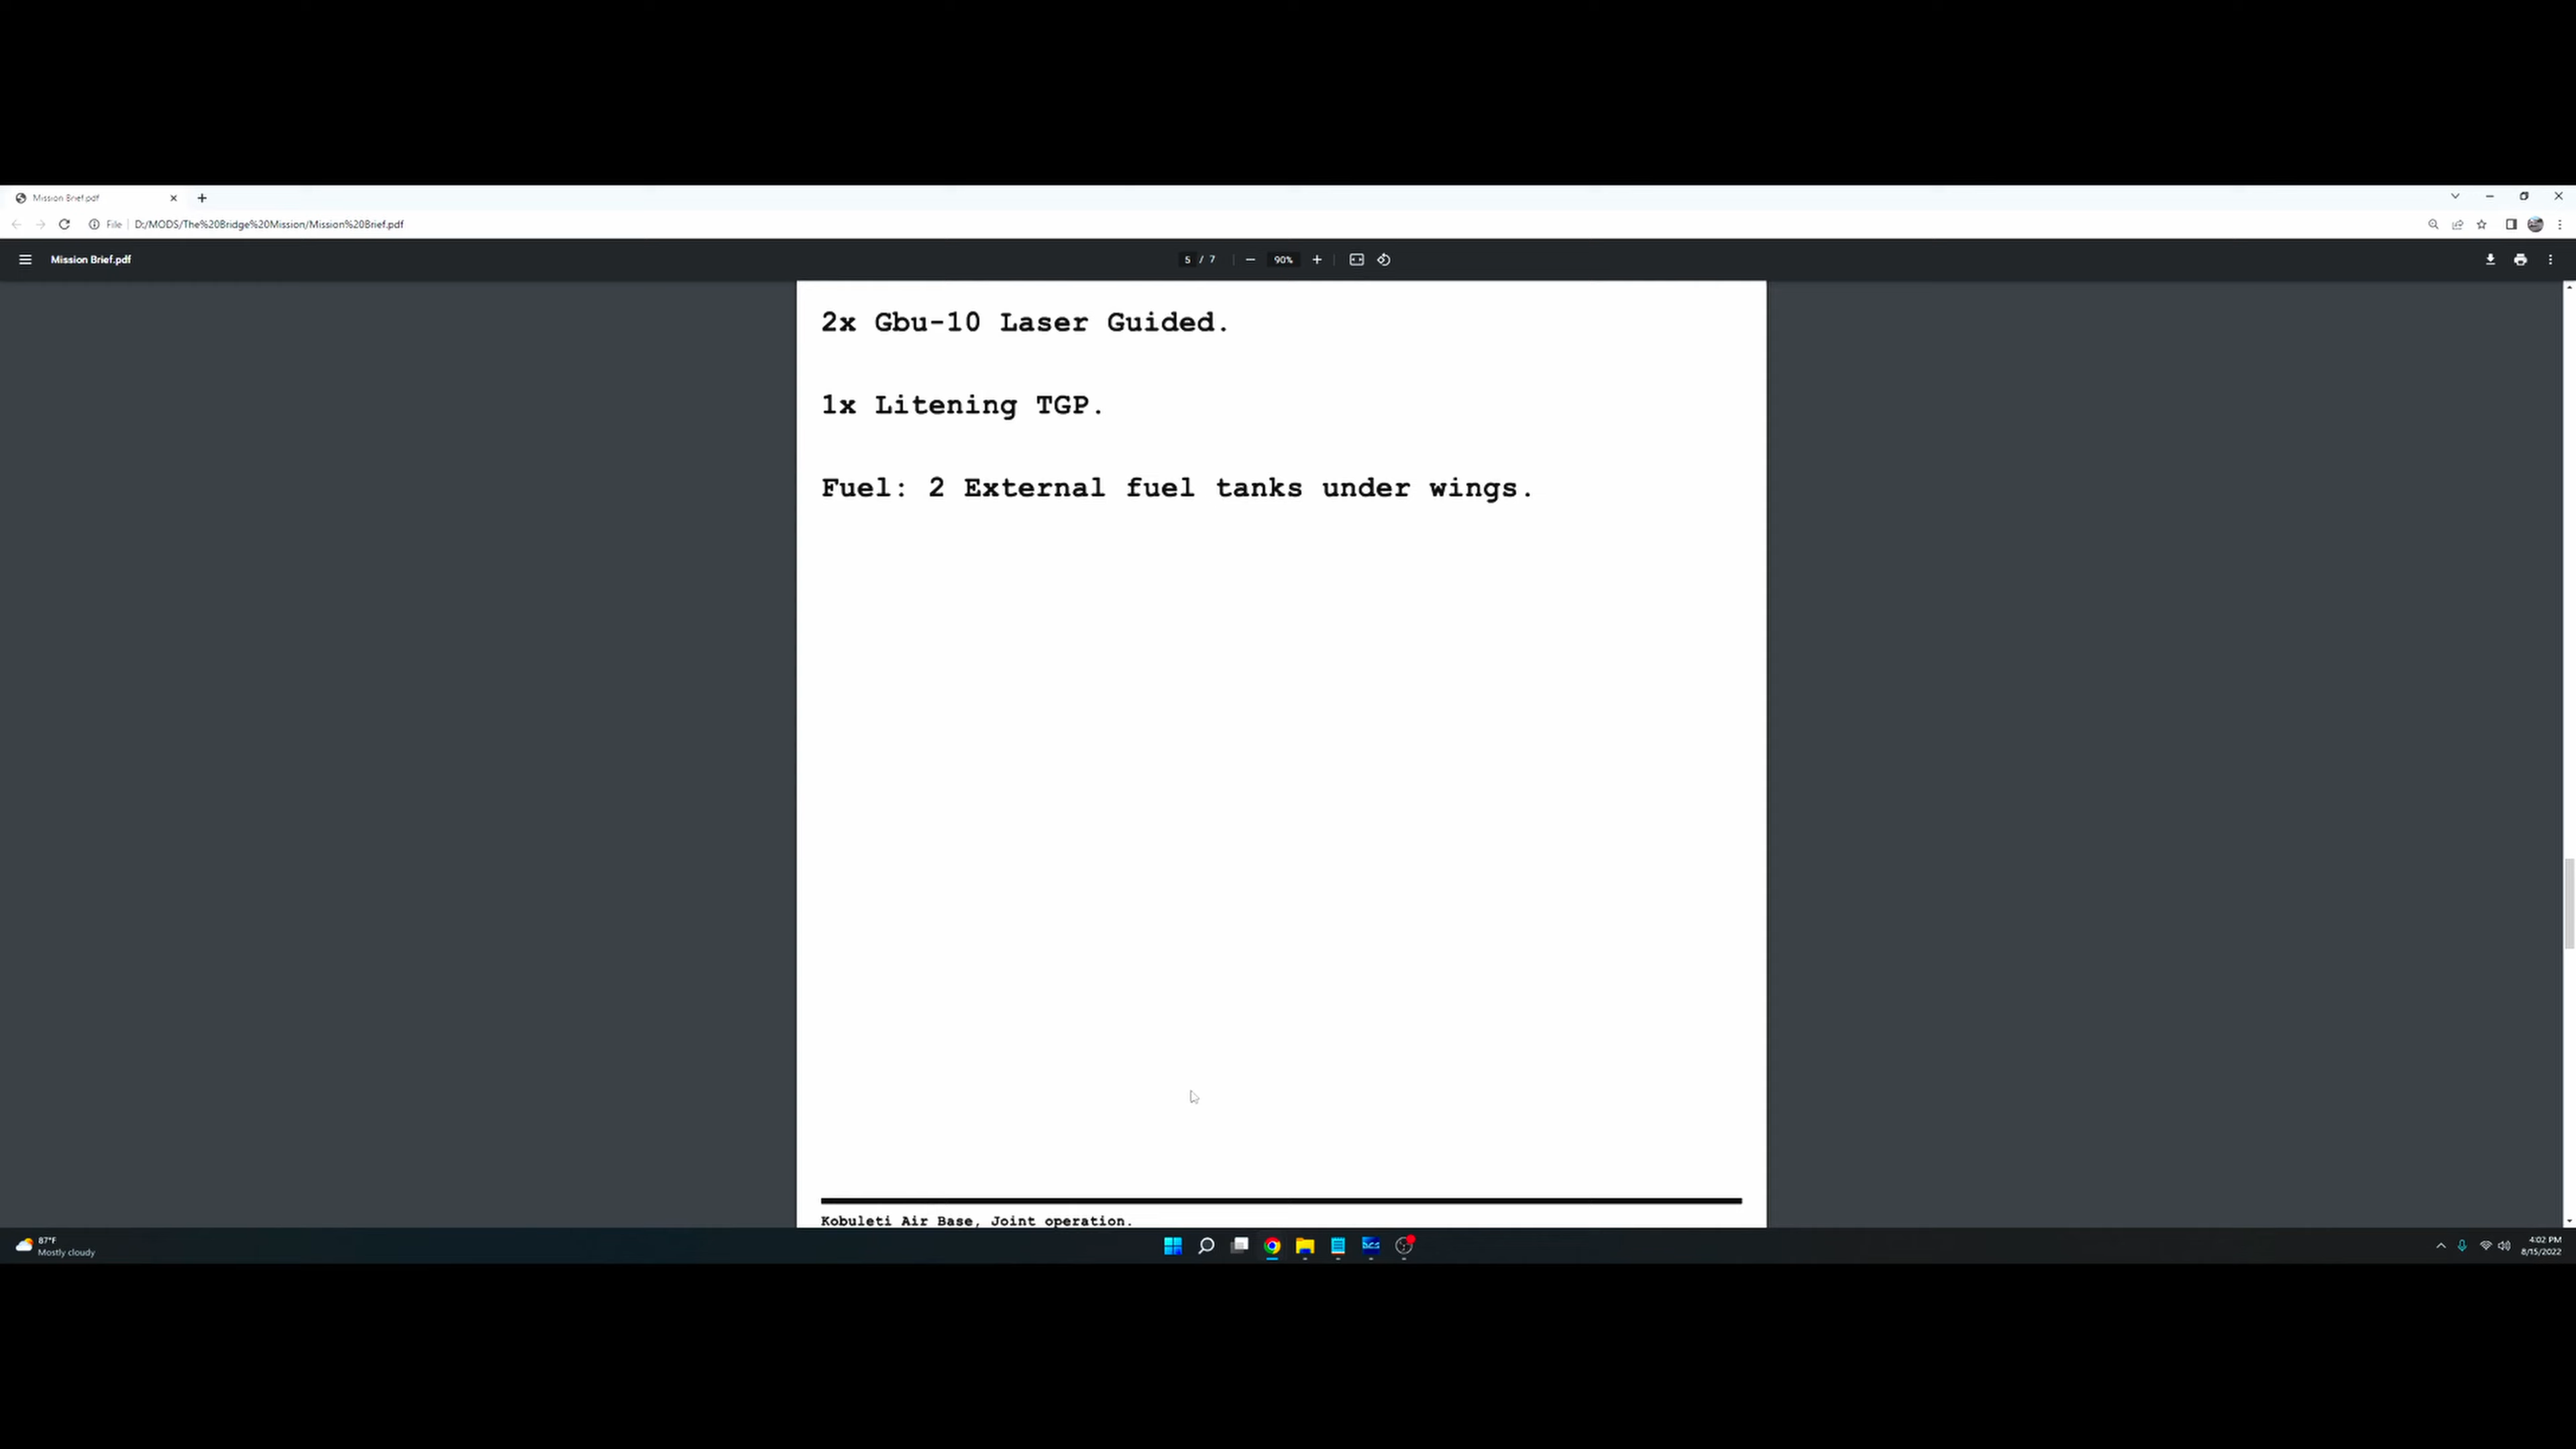 Mission Brief.pdf
File
D:/MODS/The%20Bridge%20Mission/Mission%20Brief.pdf
Mission Brief.pdf
5 / 7
90%
2x Gbu-10 Laser Guided.
1x Litening TGP.
Fuel: 2 External fuel tanks under wings.
Kobuleti Air Base, Joint operation.
87°F
Mostly cloudy
DCS
4:02 PM
8/15/2022